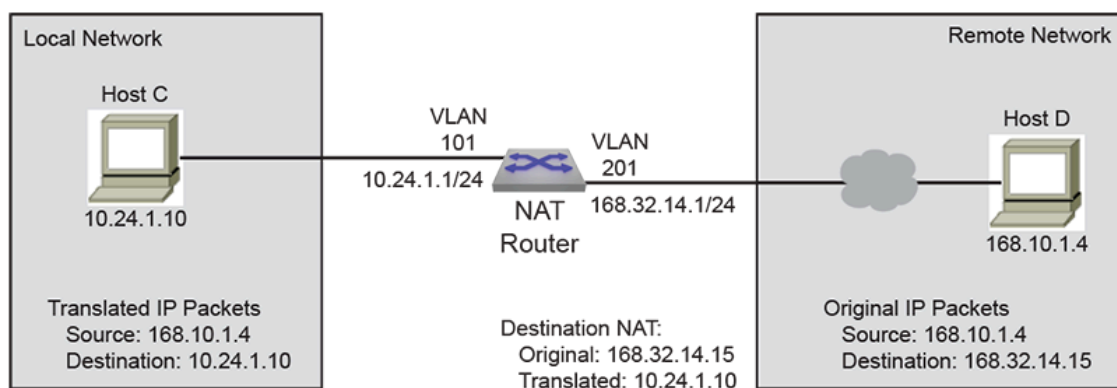 Local Network
Host C
10.24.1.10
Translated IP Packets
Source: 168.10.1.4
Destination: 10.24.1.10
VLAN
101
10.24.1.1/24
VLAN
201
168.32.14.1/24
NAT
Router
Destination NAT:
Original: 168.32.14.15
Translated: 10.24.1.10
Remote Network
Host D
168.10.1.4
Original IP Packets
Source: 168.10.1.4
Destination: 168.32.14.15